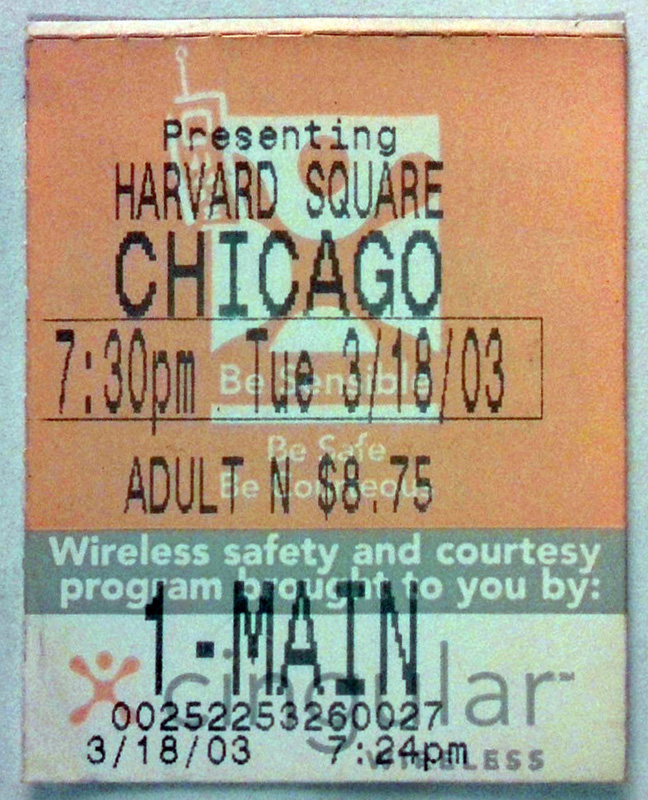 Presenting
HARVARD SQUARE
CHICAGO
7:30pm Tue 3/18/03
Be Sensible
Be Safe
ADULT N $8.75
Be Courteous
Wireless safety and courtesy
program brought to you by:
1-MAIN
cingular™
00252253260027
3/18/03 7:24pm
WIRELESS